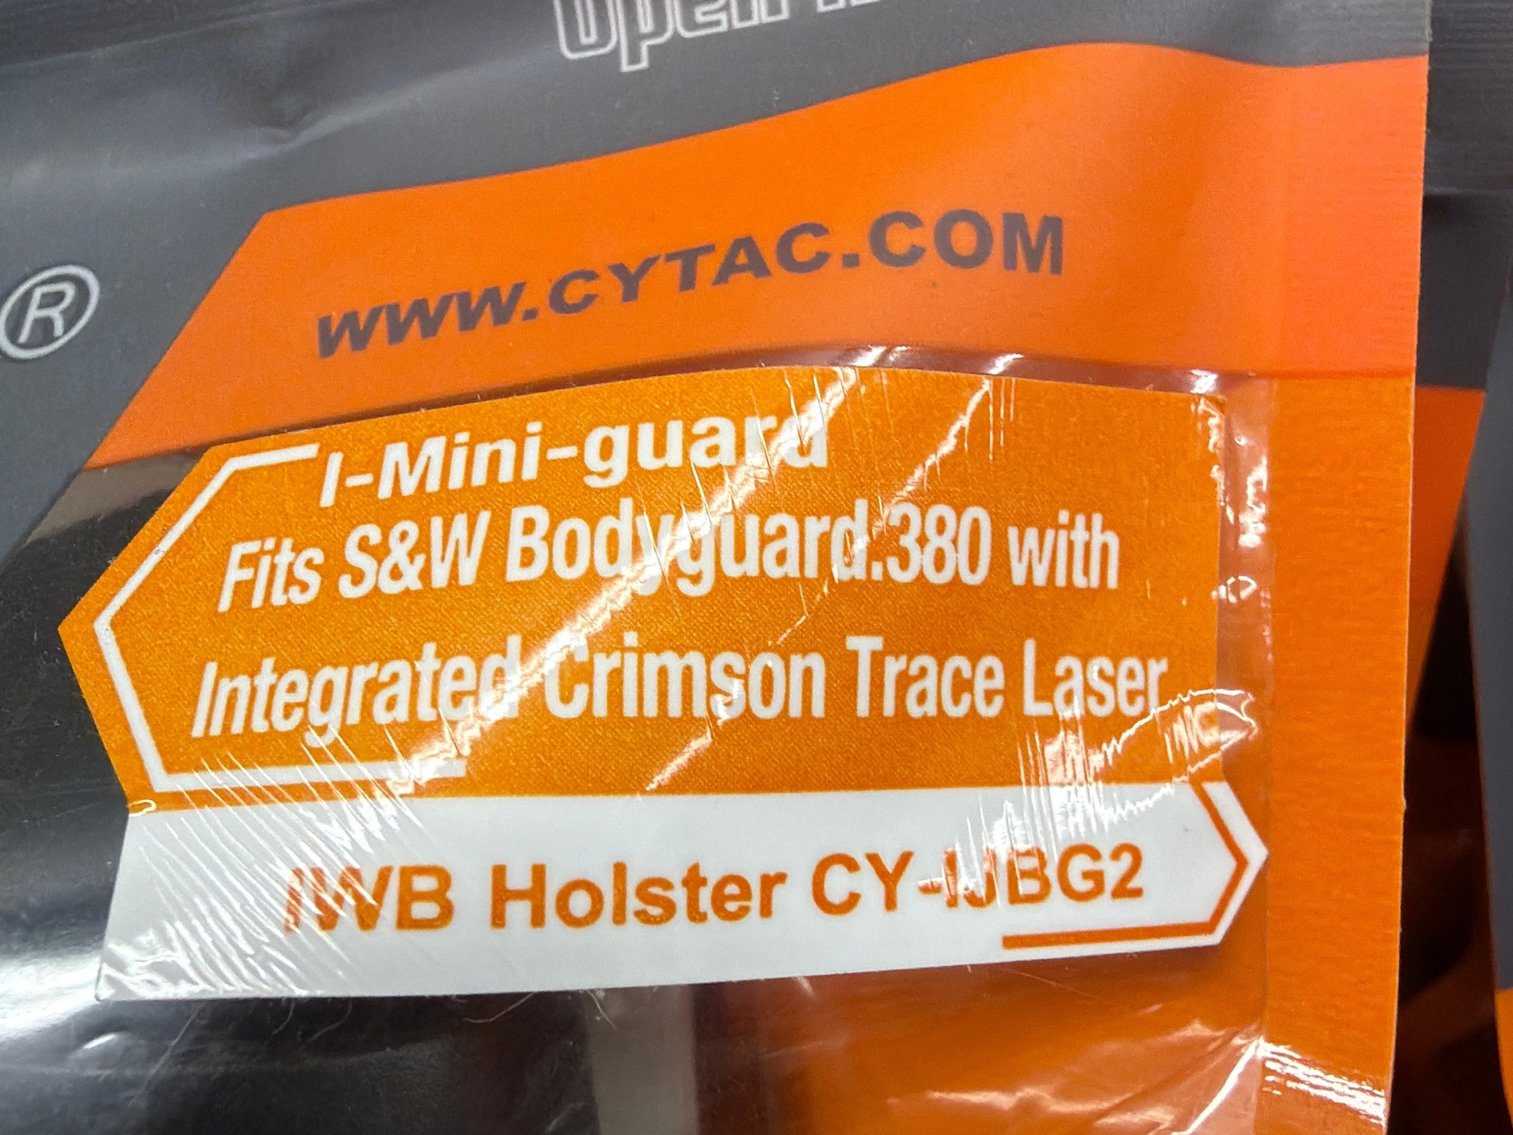 ®
WWW.CYTAC.COM
I-Mini-guard
Fits S&W Bodyguard.380 with
Integrated Crimson Trace Laser
IWB Holster CY-IJBG2